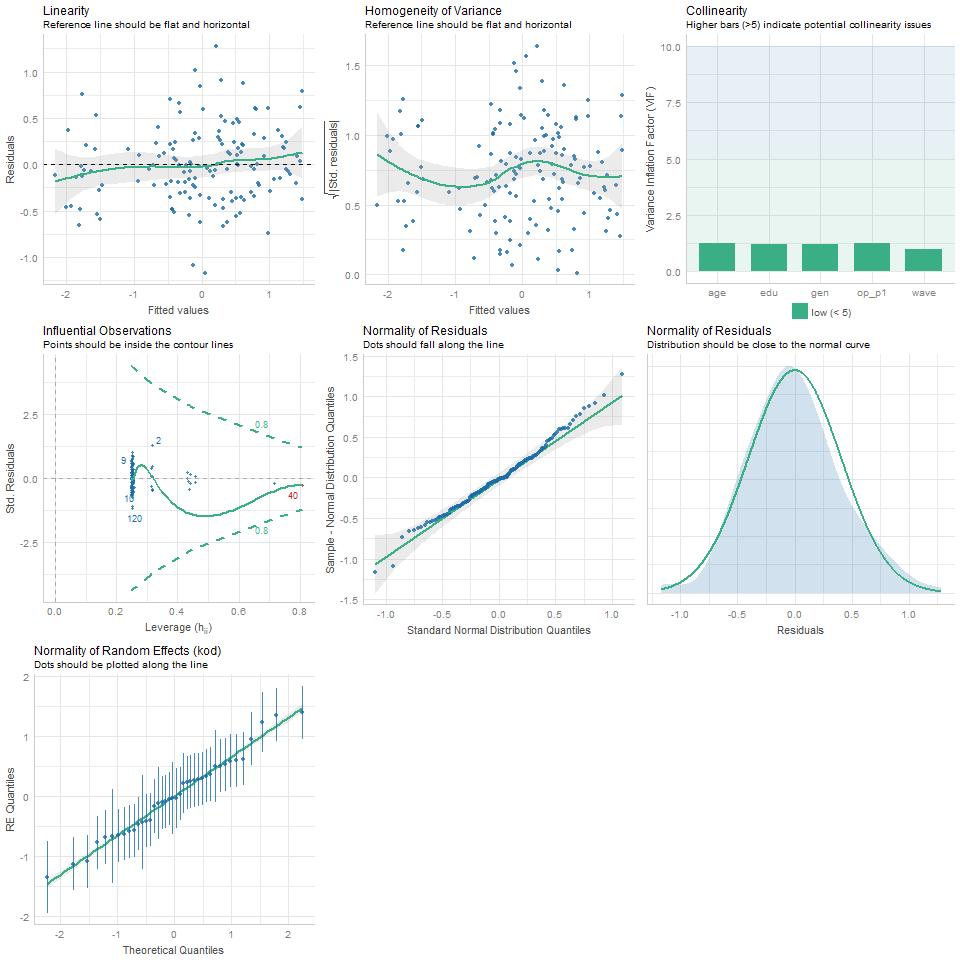 Linearity
Reference line should be flat and horizontal
Residuals
1.0
0.5
0.0
-0.5
-1.0
-2
-1
0
1
Fitted values
Homogeneity of Variance
Reference line should be flat and horizontal
√|Std. residuals|
1.5
1.0
0.5
0.0
-2
-1
0
1
Fitted values
Collinearity
Higher bars (>5) indicate potential collinearity issues
Variance Inflation Factor (VIF)
10.0
7.5
5.0
2.5
0.0
age
edu
gen
op_p1
wave
low (< 5)
Influential Observations
Points should be inside the contour lines
Std. Residuals
2.5
0.0
-2.5
0.8
2
9
40
120
0.8
0.0
0.2
0.4
0.6
0.8
Leverage (hii)
Normality of Residuals
Dots should fall along the line
Sample - Normal Distribution Quantiles
1.5
1.0
0.5
0.0
-0.5
-1.0
-1.5
-1.0
-0.5
0.0
0.5
1.0
Standard Normal Distribution Quantiles
Normality of Residuals
Distribution should be close to the normal curve
-1.0
-0.5
0.0
0.5
1.0
Residuals
Normality of Random Effects (kod)
Dots should be plotted along the line
RE Quantiles
2
1
0
-1
-2
-2
-1
0
1
2
Theoretical Quantiles